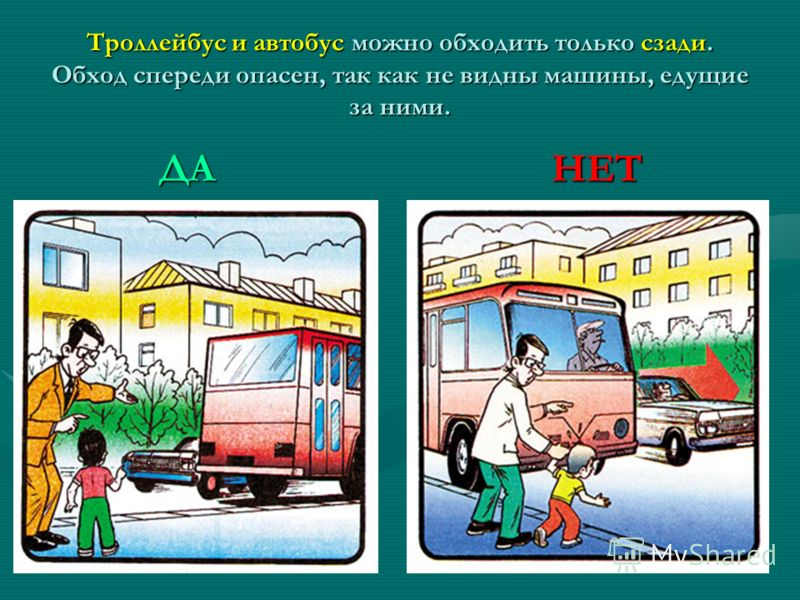 Троллейбус и автобус можно обходить только сзади.
Обход спереди опасен, так как не видны машины, едущие
за ними.
ДА
НЕТ
MyShared